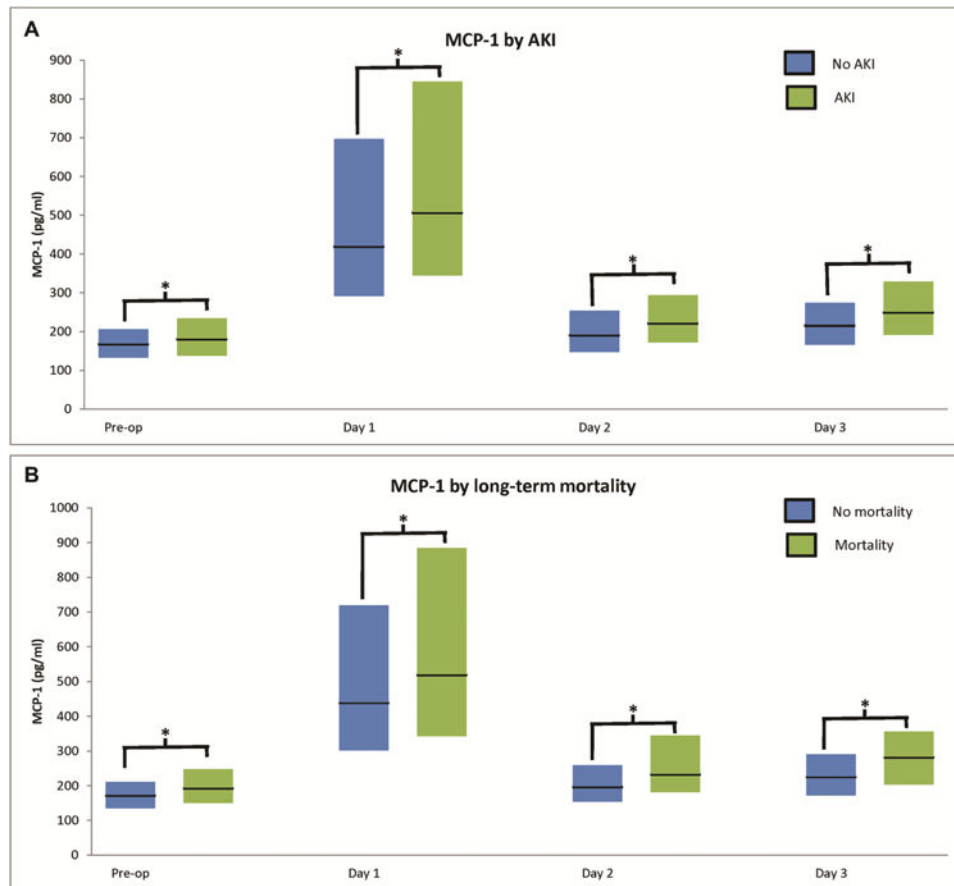 A
MCP-1 by AKI
No AKI
AKI
MCP-1 (pg/ml)
900
800
700
600
500
400
300
200
100
0
*
*
*
*
Pre-op Day 1 Day 2 Day 3
B
MCP-1 by long-term mortality
No mortality
Mortality
MCP-1 (pg/ml)
1000
900
800
700
600
500
400
300
200
100
0
*
*
*
*
Pre-op Day 1 Day 2 Day 3